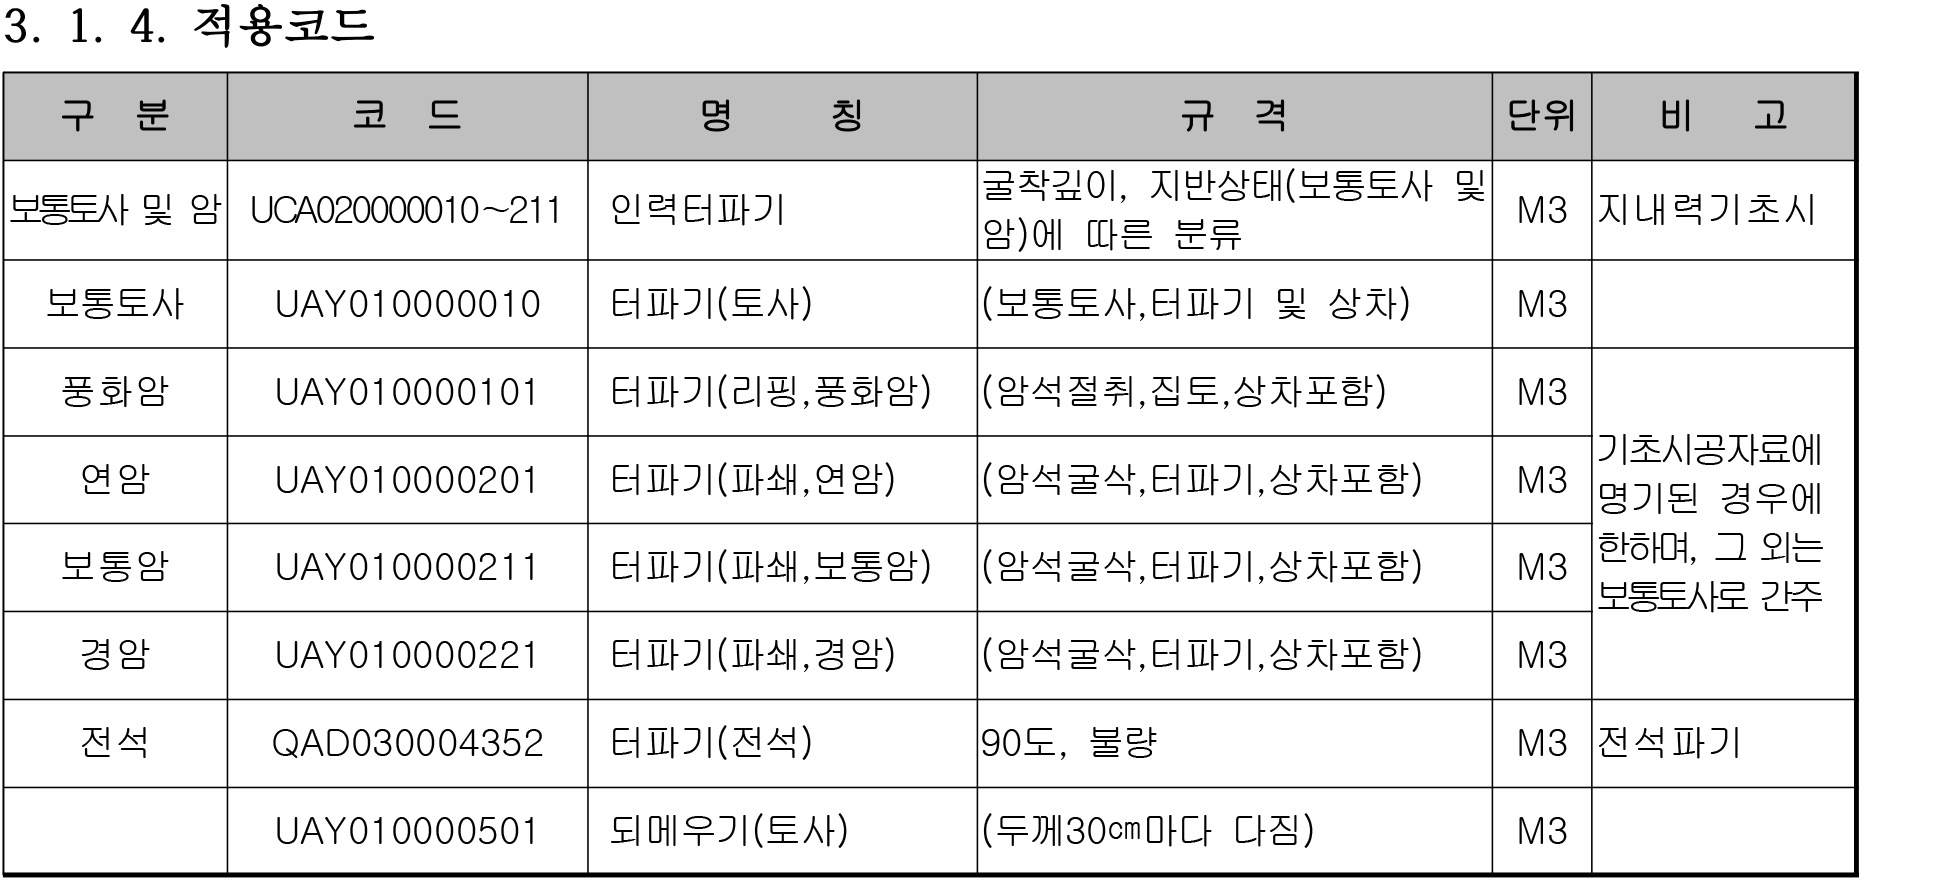 3. 1. 4. 적용코드
구 분 코 드 명 칭 규 격 단위 비 고
보통토사 및 암 UCA020000010~211 인력터파기 굴착깊이, 지반상태(보통토사 및 암)에 따른 분류 M3 지내력기초시
보통토사 UAY010000010 터파기(토사) (보통토사,터파기 및 상차) M3
풍화암 UAY010000101 터파기(리핑,풍화암) (암석절취,집토,상차포함) M3
연암 UAY010000201 터파기(파쇄,연암) (암석굴삭,터파기,상차포함) M3
보통암 UAY010000211 터파기(파쇄,보통암) (암석굴삭,터파기,상차포함) M3
경암 UAY010000221 터파기(파쇄,경암) (암석굴삭,터파기,상차포함) M3
기초시공자료에
명기된 경우에
한하며, 그 외는
보통토사로 간주
전석 QAD030004352 터파기(전석) 90도, 불량 M3 전석파기
UAY010000501 되메우기(토사) (두께30㎝마다 다짐) M3